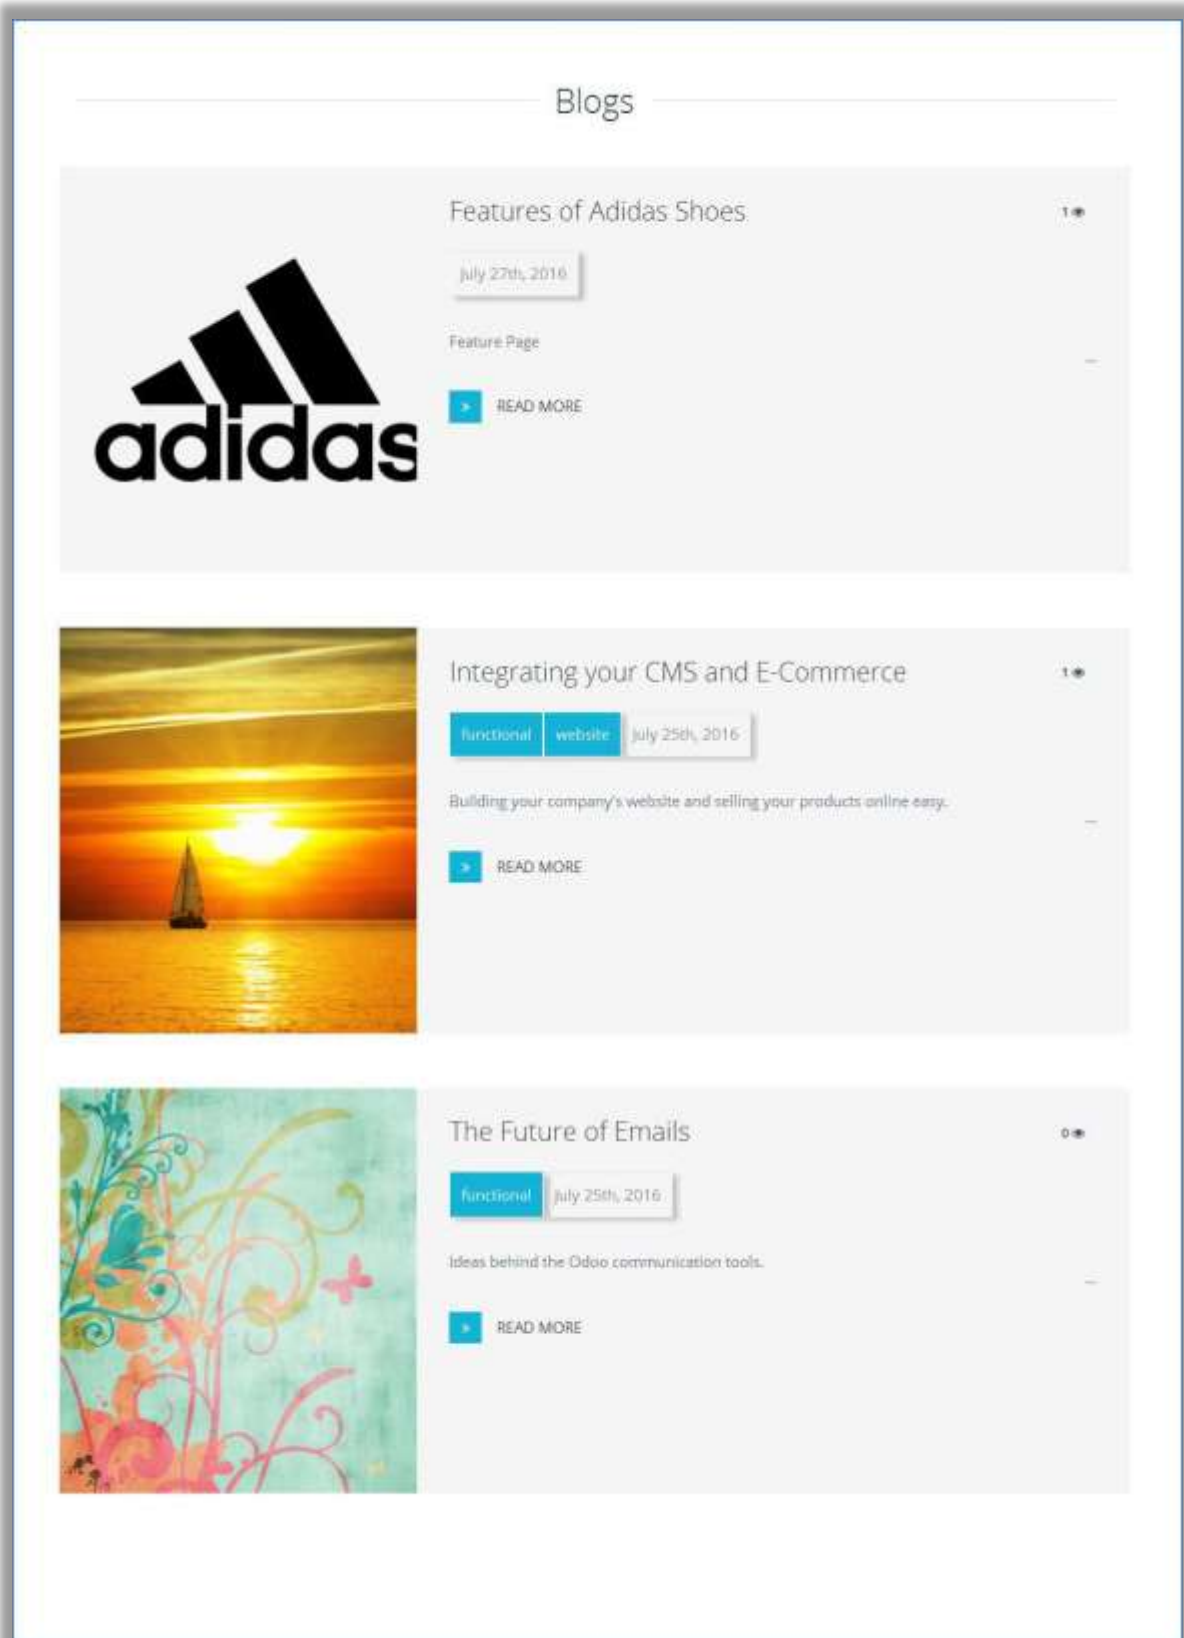 Blogs
adidas
Features of Adidas Shoes
1
July 27th, 2016
Feature Page
...
» READ MORE
Integrating your CMS and E-Commerce
1
functional website July 25th, 2016
Building your company's website and selling your products online easy.
...
» READ MORE
The Future of Emails
0
functional July 25th, 2016
Ideas behind the Odoo communication tools.
...
» READ MORE